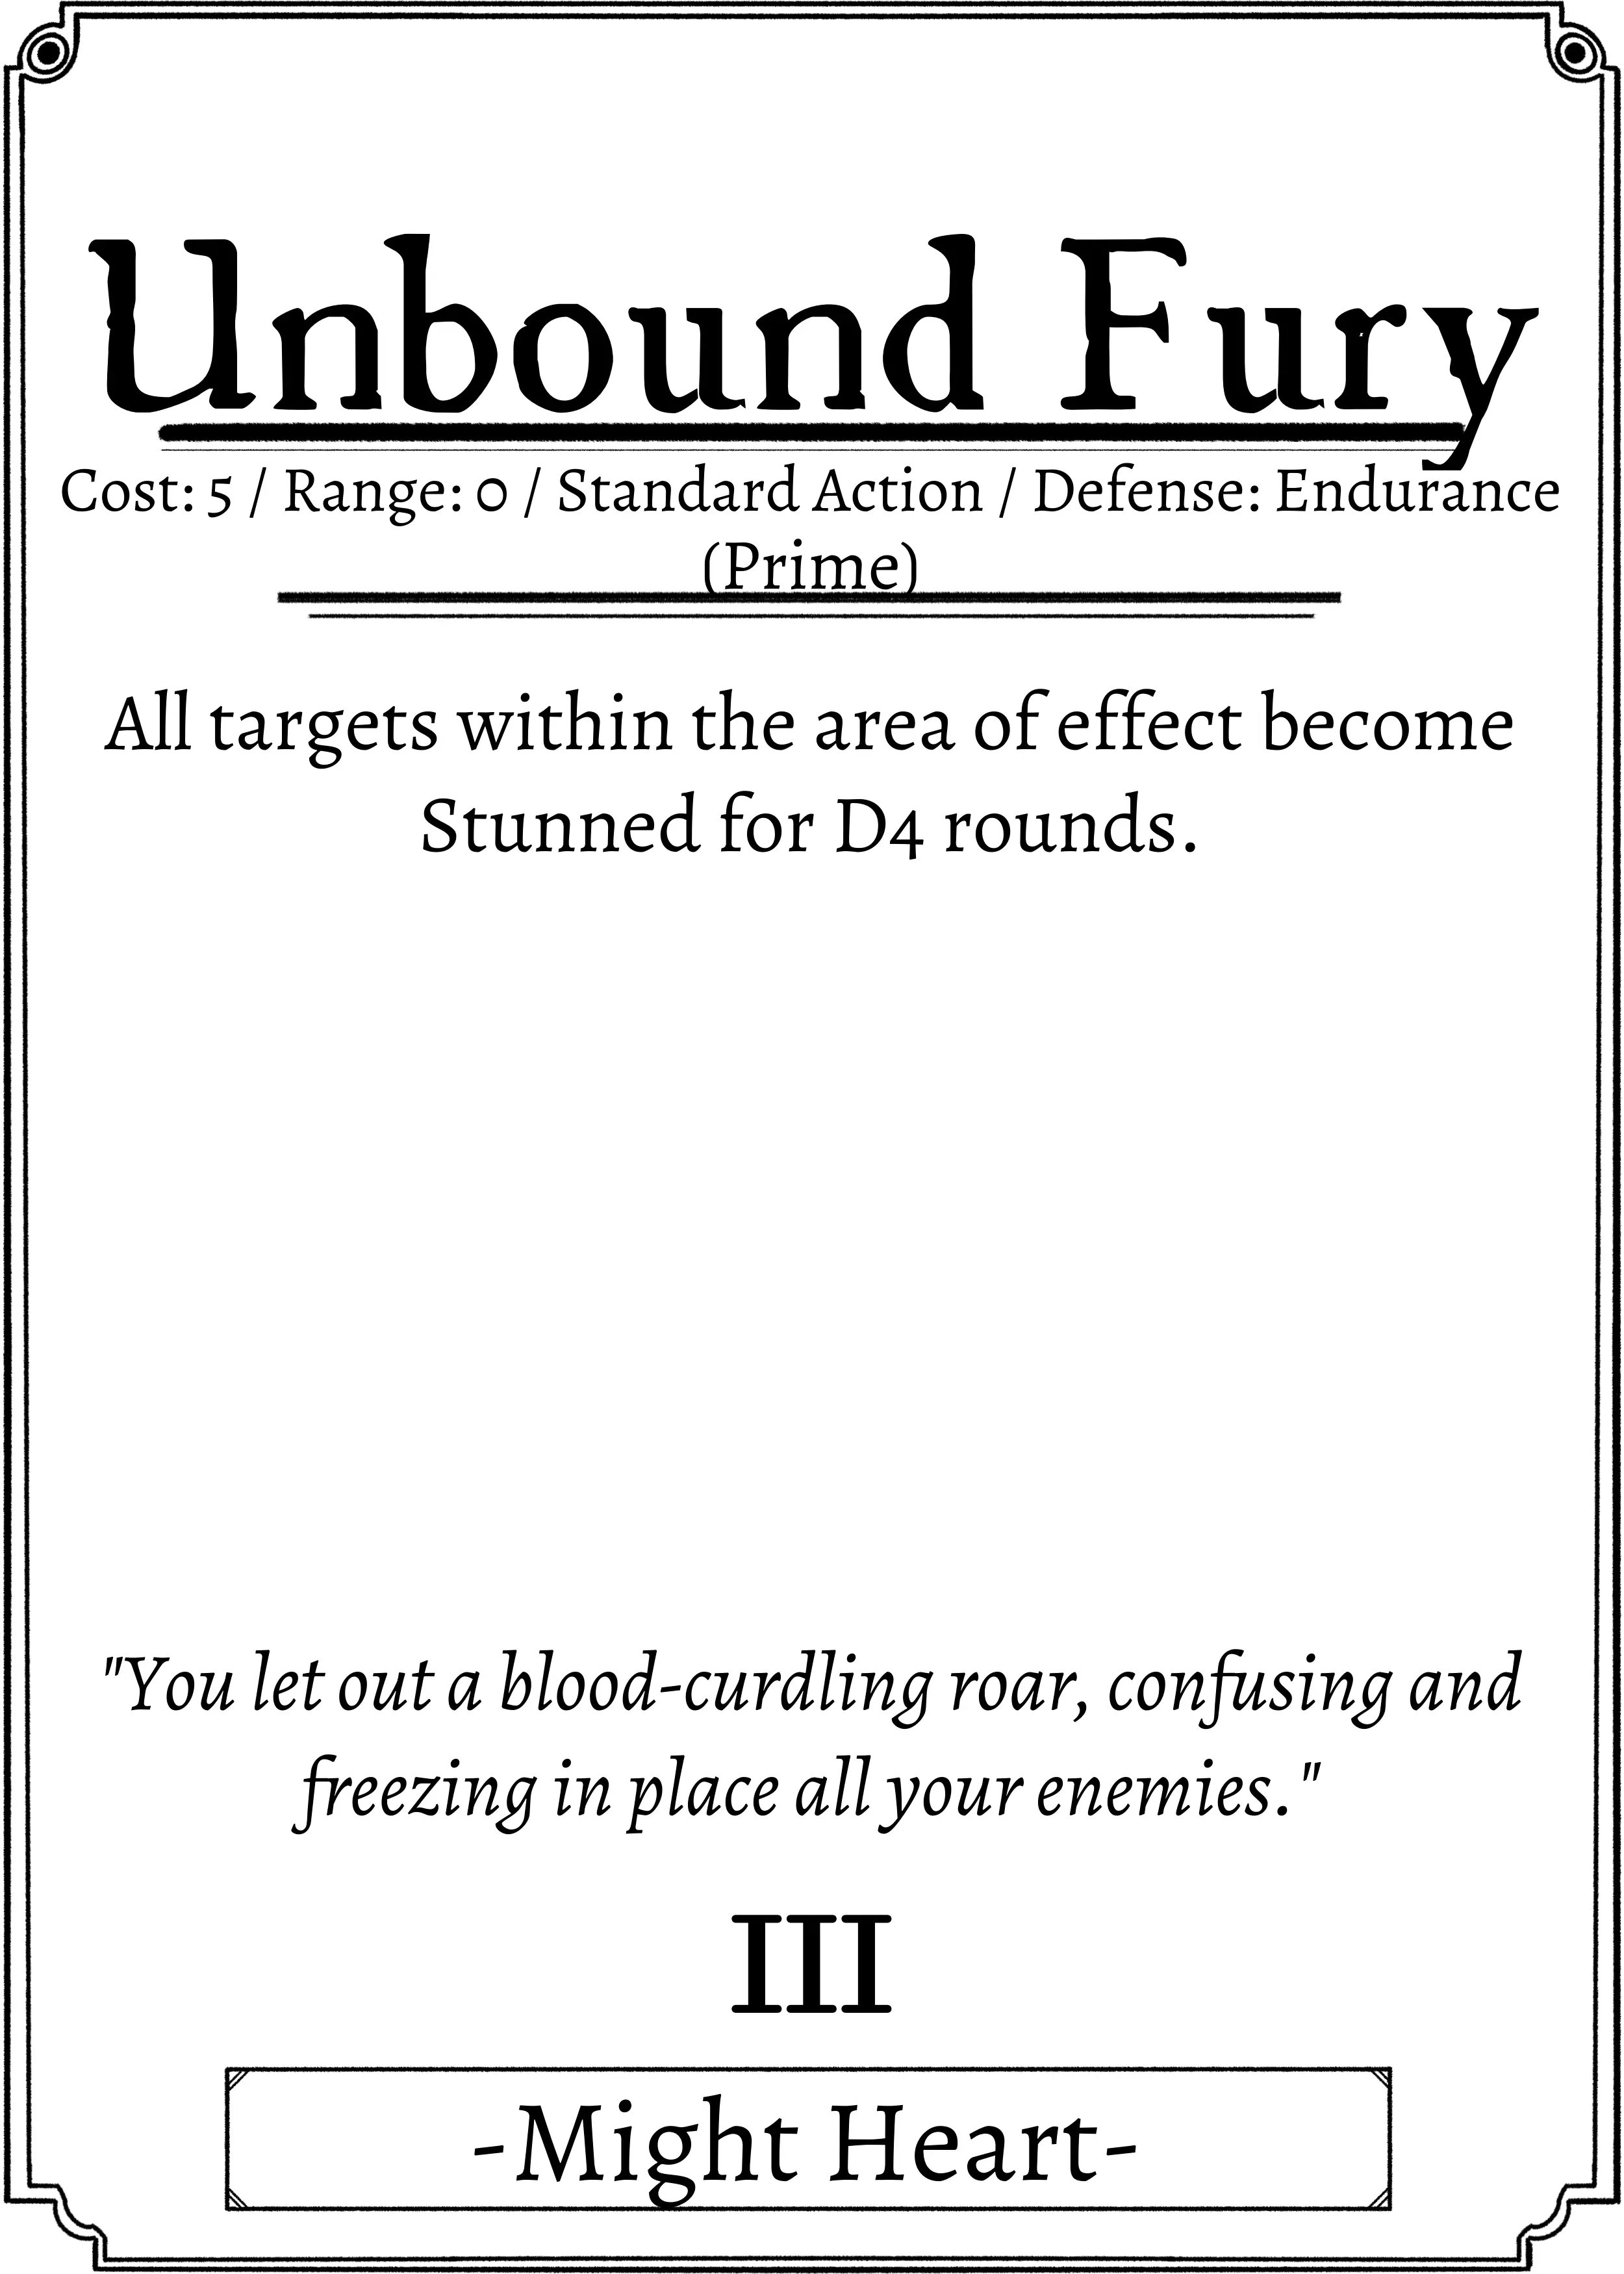 Unbound Fury
Cost: 5 / Range: 0 / Standard Action / Defense: Endurance
(Prime)
All targets within the area of effect become
Stunned for D4 rounds.
"You let out a blood-curdling roar, confusing and
freezing in place all your enemies."
III
-Might Heart-